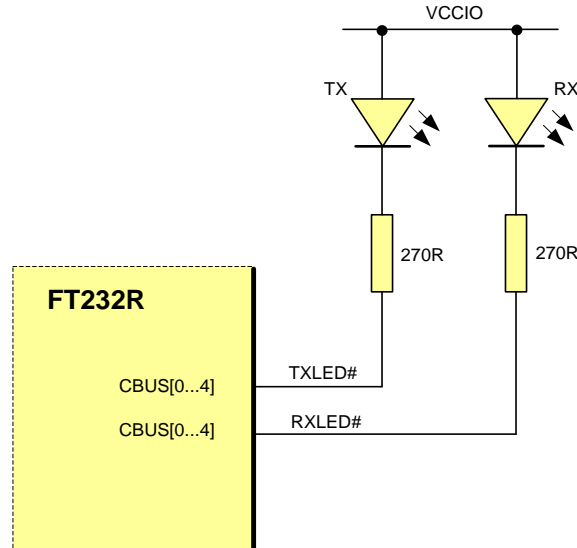 VCCIO
TX
RX
270R
270R
FT232R
TXLED#
CBUS[0...4]
RXLED#
CBUS[0...4]